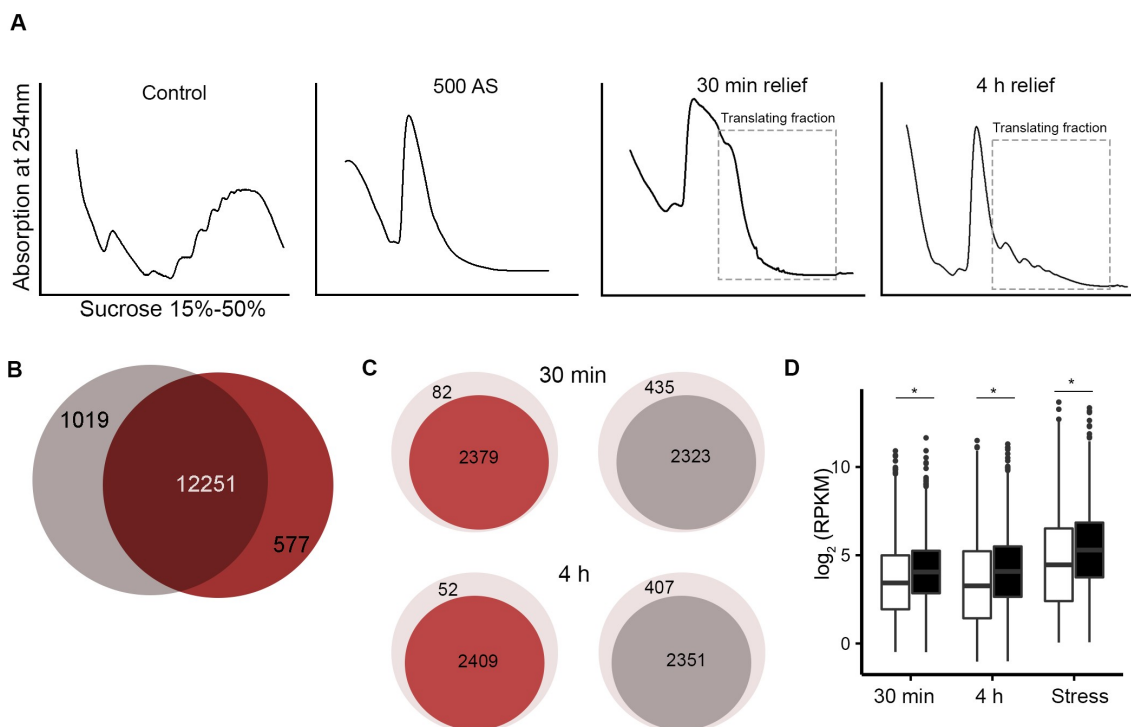 A
Control
500 AS
30 min relief
4 h relief
Translating fraction
Translating fraction
Absorption at 254nm
Sucrose 15%-50%
B
1019
12251
577
C
30 min
82
2379
435
2323
4 h
52
2409
407
2351
D
* * *
log₂ (RPKM)
10
5
0
30 min 4 h Stress